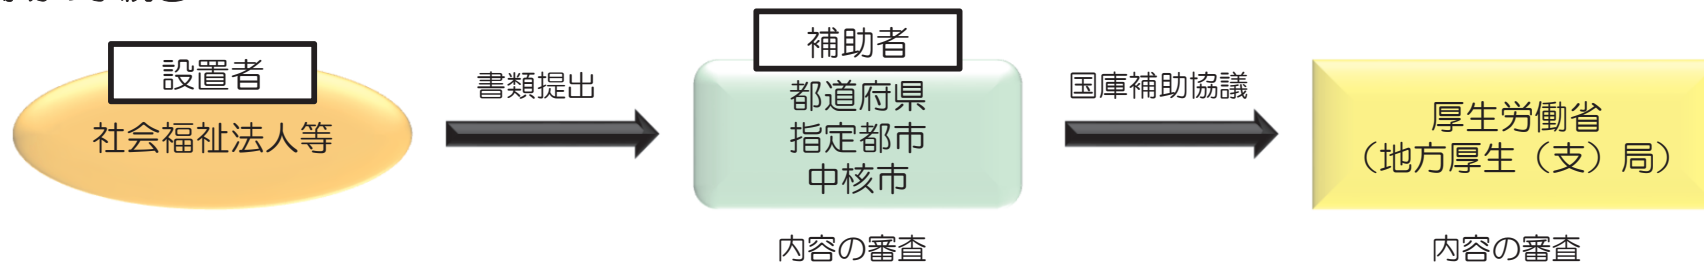 設置者
社会福祉法人等
書類提出
補助者
都道府県
指定都市
中核市
内容の審査
国庫補助協議
厚生労働省
（地方厚生（支）局）
内容の審査